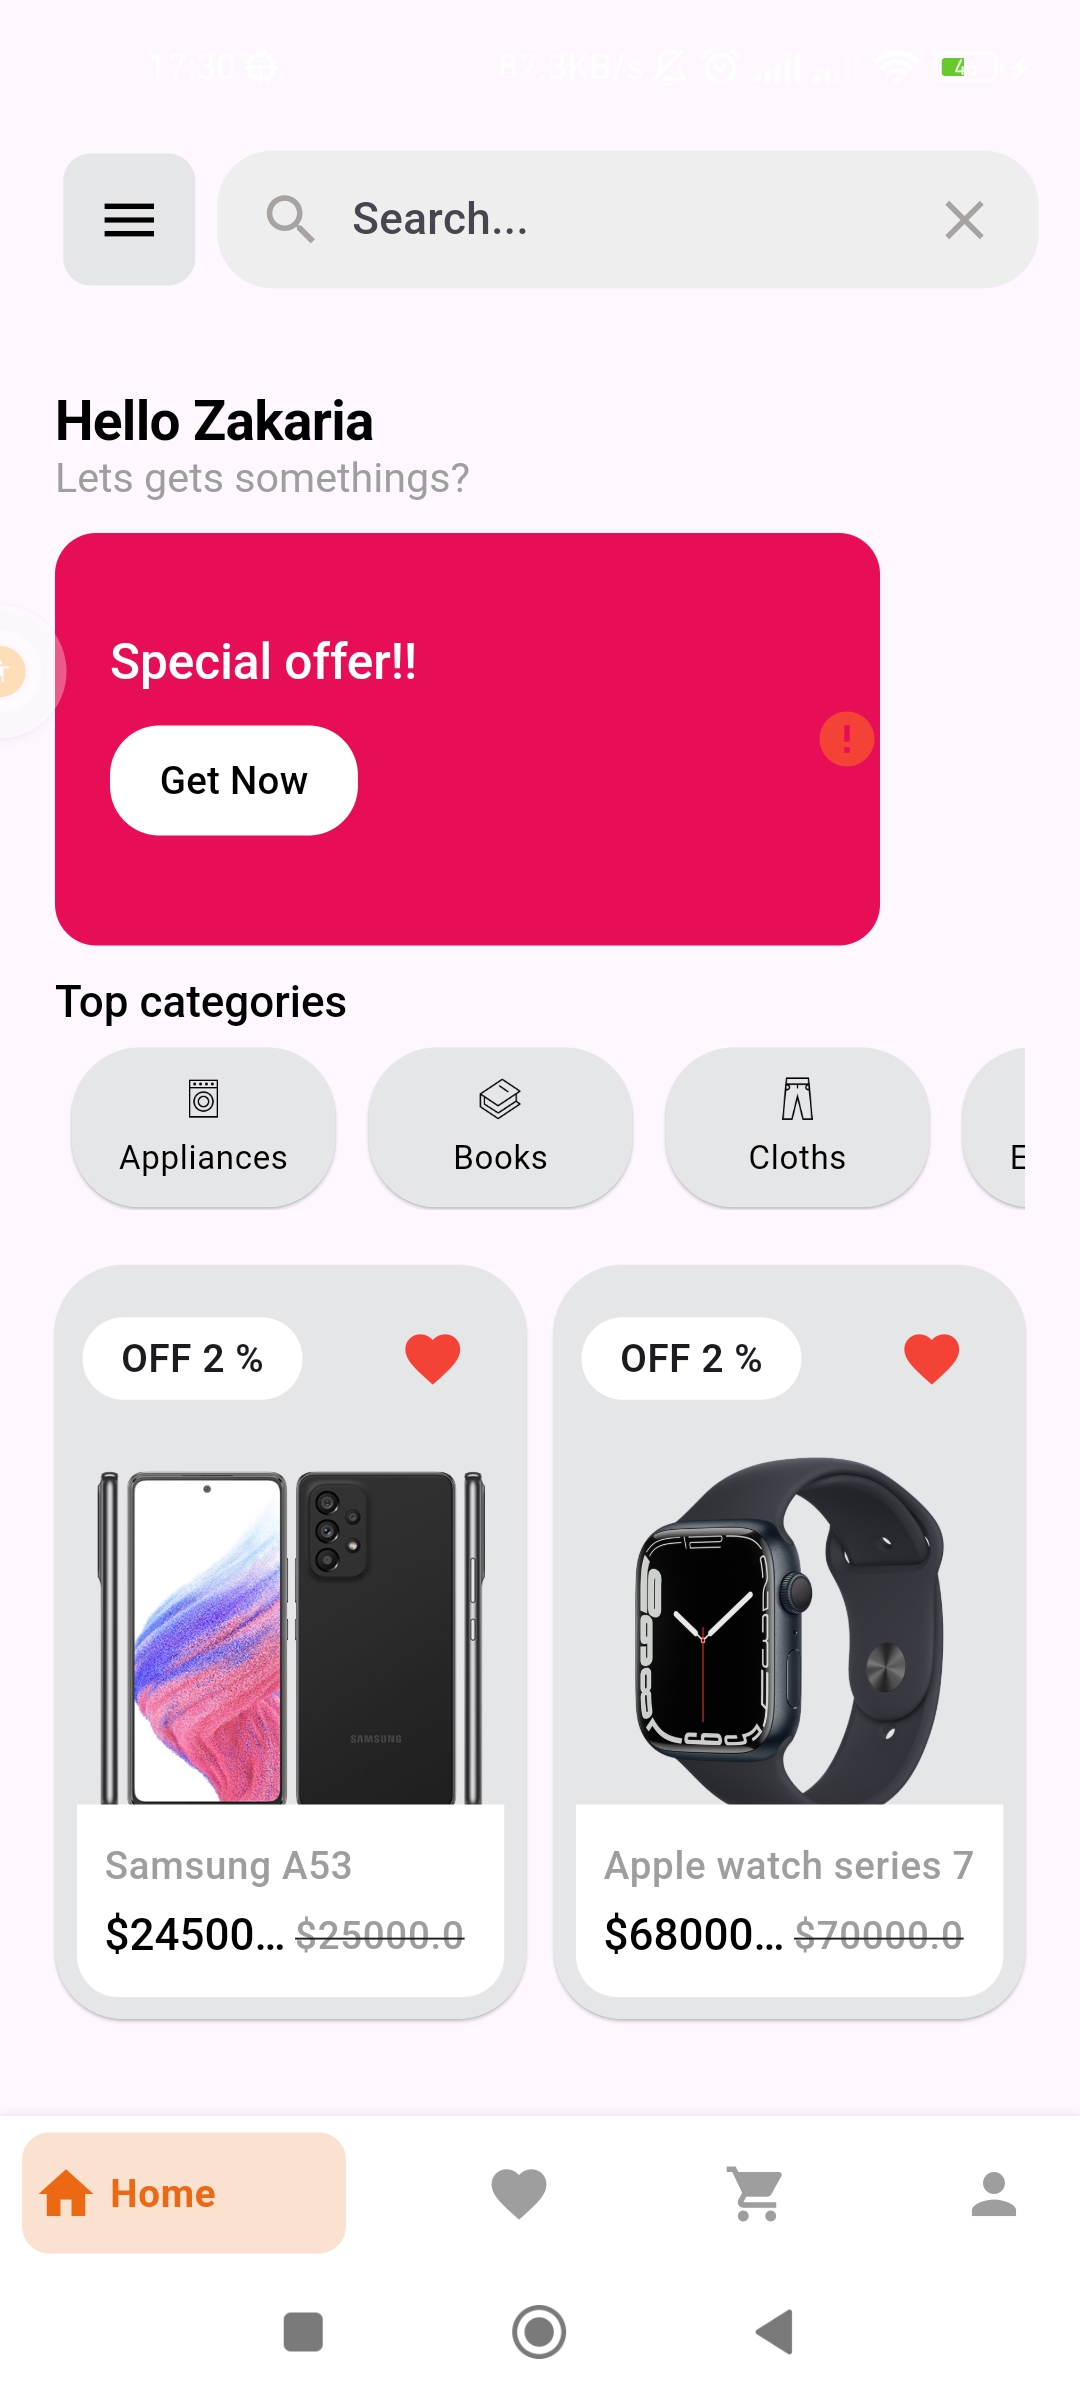 17:30 87.3KB/s 4
Search...
Hello Zakaria
Lets gets somethings?
Special offer!!
Get Now
Top categories
Appliances Books Cloths E
OFF 2 % OFF 2 %
SAMSUNG
Samsung A53 Apple watch series 7
$24500... $25000.0 $68000... $70000.0
Home